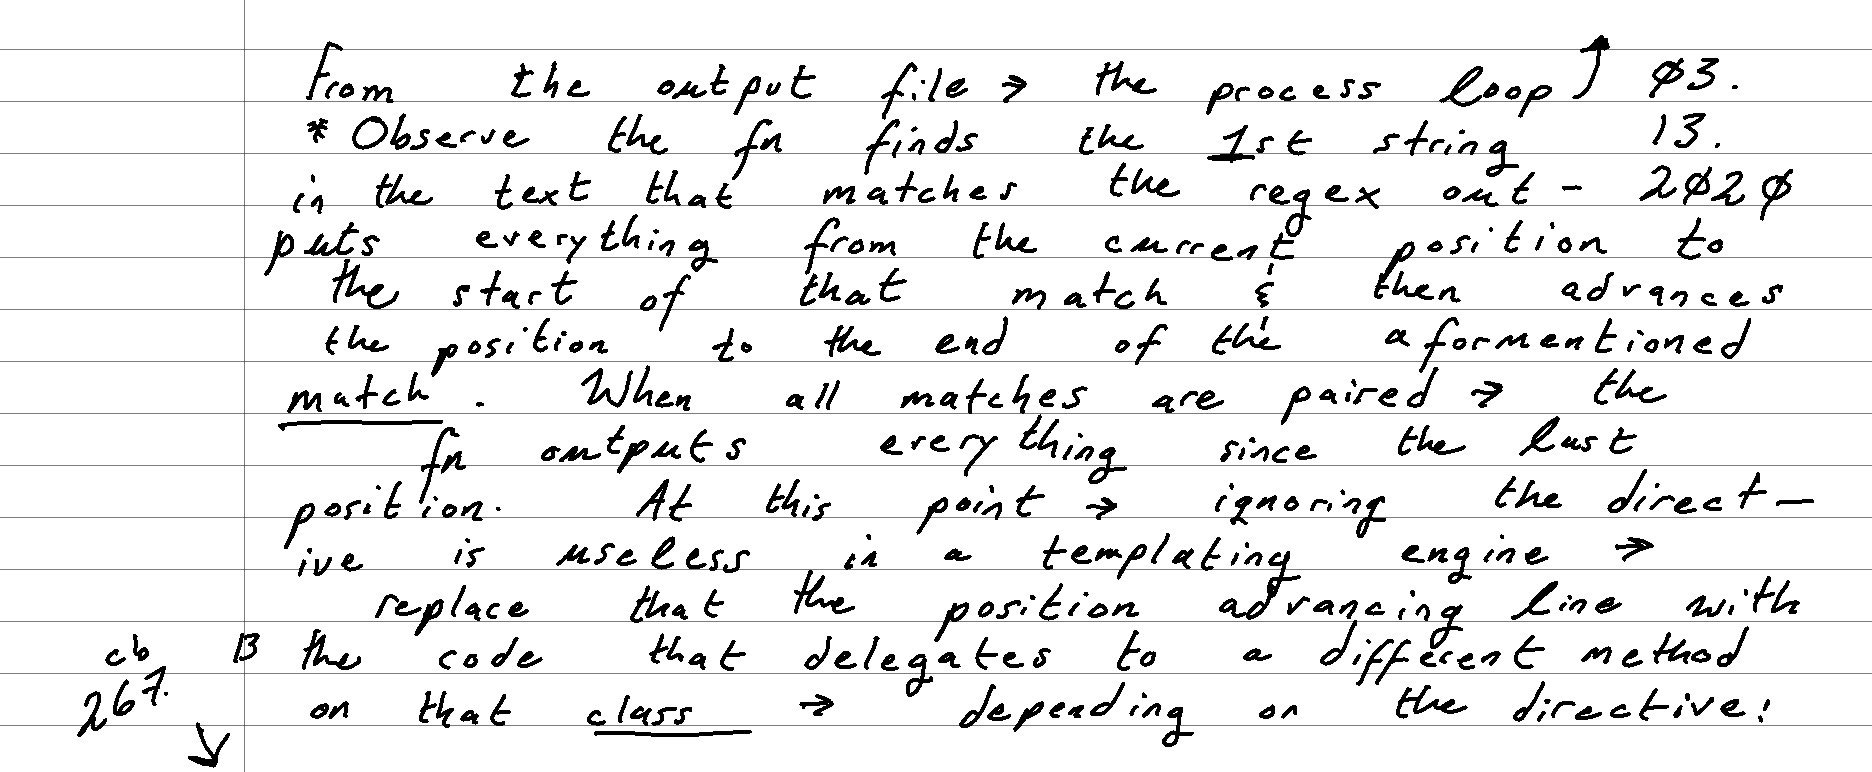 From the output file → the process loop ↑ Ø3.
* Observe the fn finds the 1st string 13.
in the text that matches the regex out - 2Ø2Ø
puts everything from the current position to
the start of that match & then advances
the position to the end of the aformentioned
match. When all matches are paired → the
fn outputs everything since the last
position. At this point → ignoring the direct-
ive is useless in a templating engine →
replace that the position advancing line with
cb B the code that delegates to a different method
267. on that class → depending on the directive:
↓